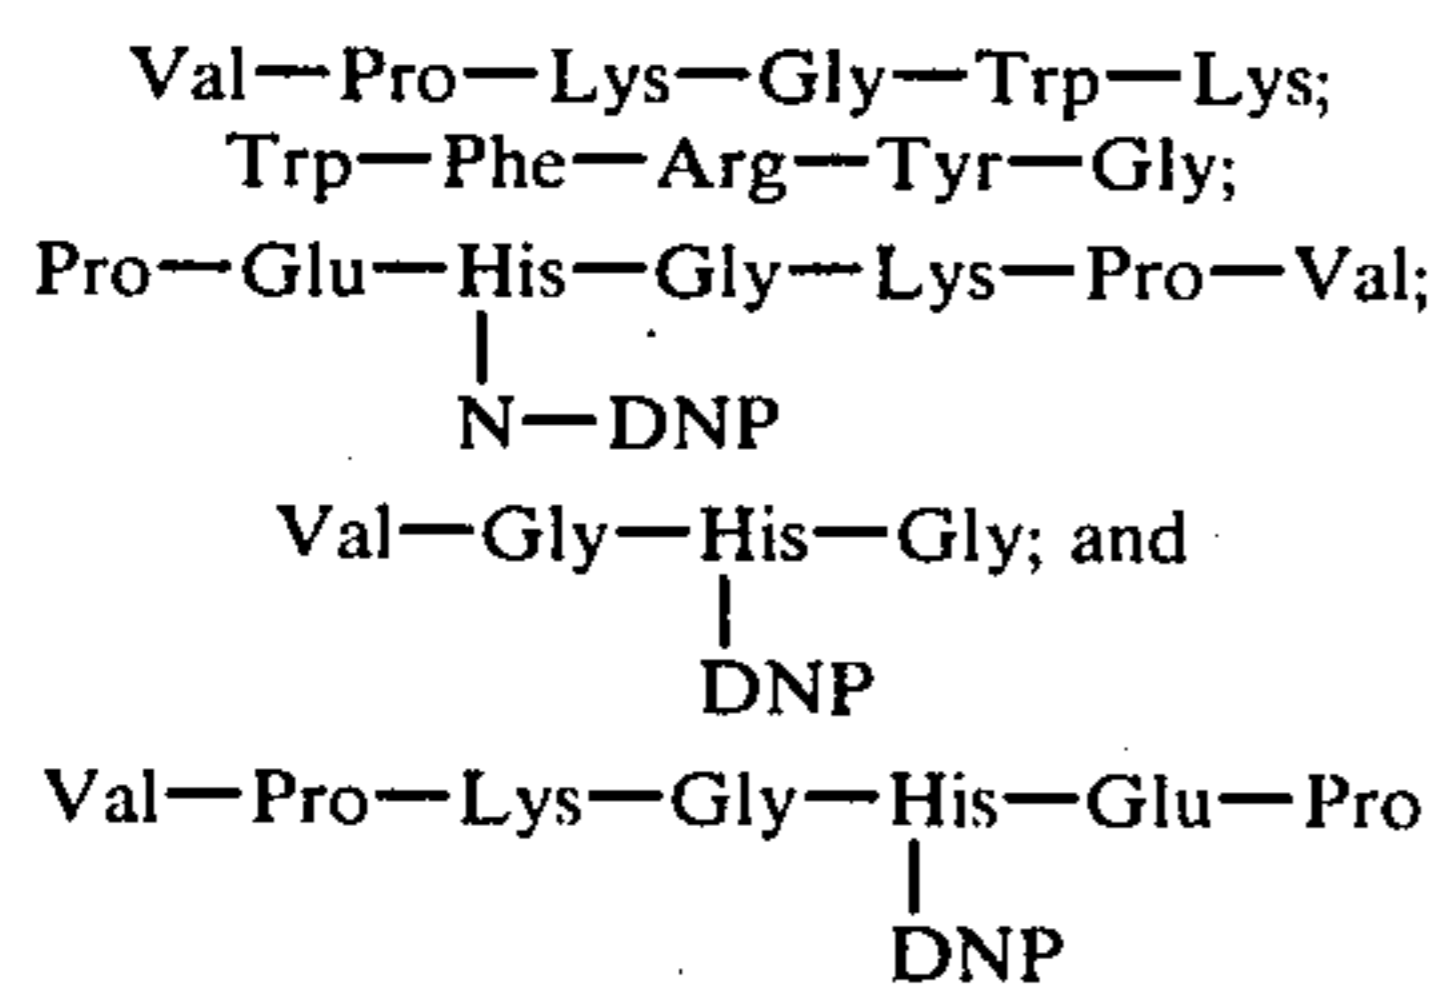 Val—Pro—Lys—Gly—Trp—Lys;
Trp—Phe—Arg—Tyr—Gly;
Pro—Glu—His—Gly—Lys—Pro—Val;
N—DNP
Val—Gly—His—Gly; and
DNP
Val—Pro—Lys—Gly—His—Glu—Pro
DNP